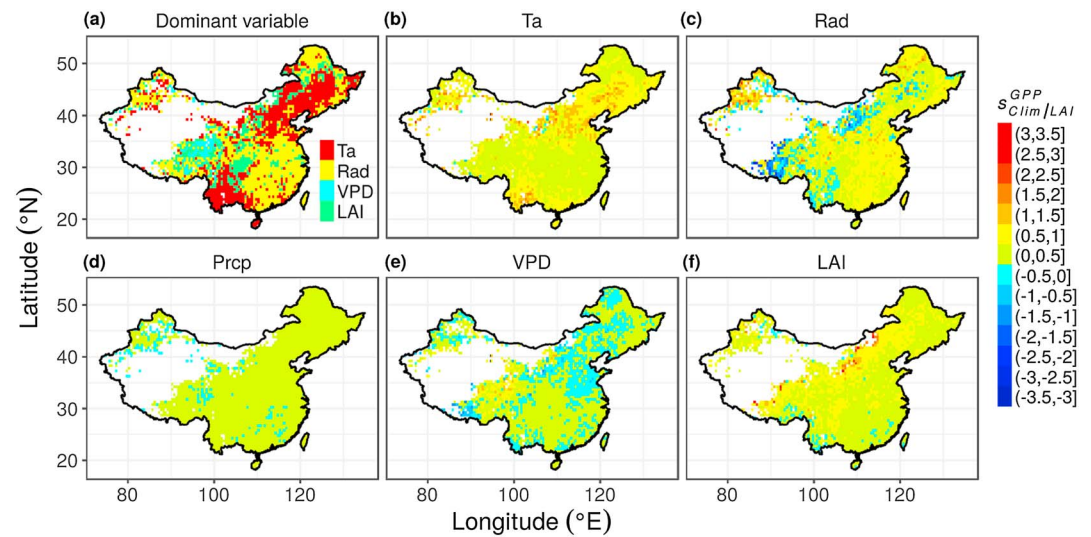 (a) Dominant variable
(b) Ta
(c) Rad
50
40
30
20
Ta
Rad
VPD
LAI
(d) Prcp
(e) VPD
(f) LAI
50
40
30
20
80 100 120
80 100 120
80 100 120
Latitude (°N)
Longitude (°E)
s^{GPP}_{Clim/LAI}
(3,3.5]
(2.5,3]
(2,2.5]
(1.5,2]
(1,1.5]
(0.5,1]
(0,0.5]
(-0.5,0]
(-1,-0.5]
(-1.5,-1]
(-2,-1.5]
(-2.5,-2]
(-3,-2.5]
(-3.5,-3]